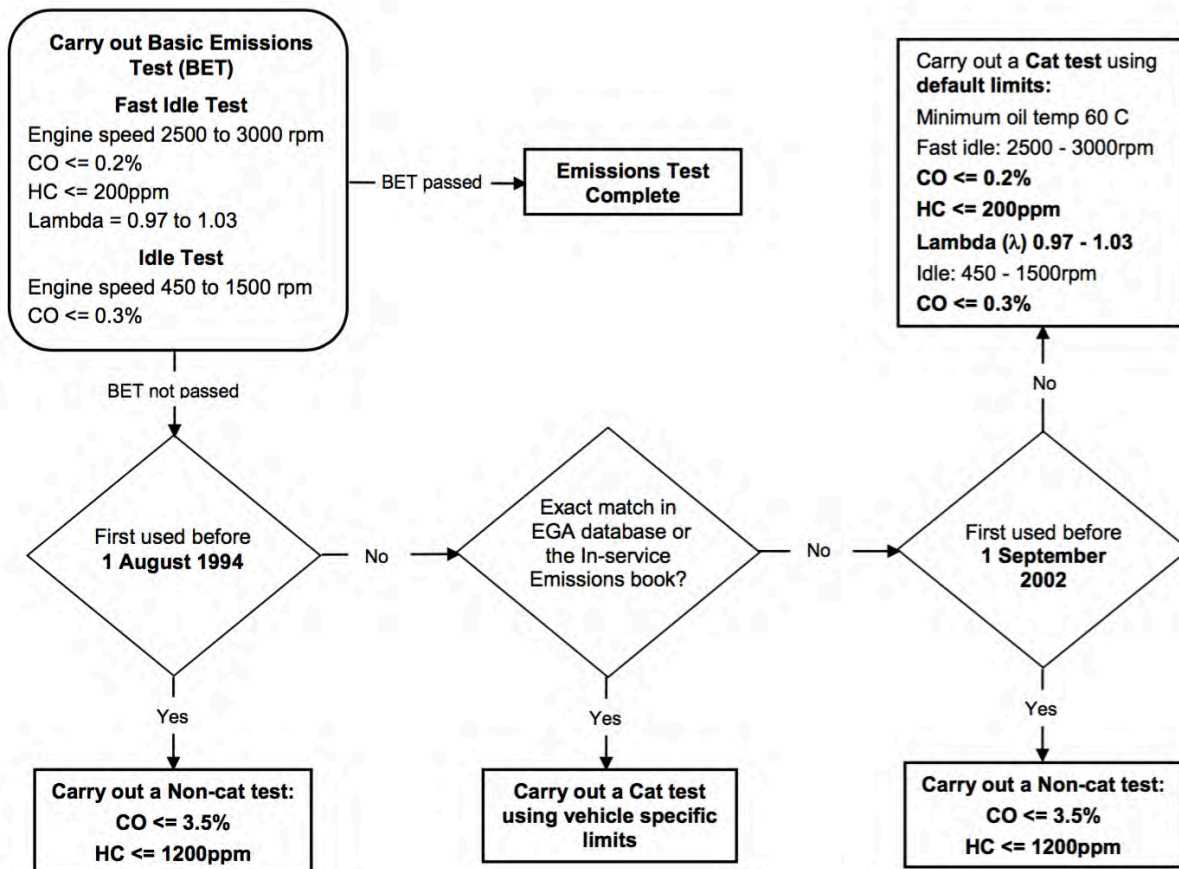 Carry out Basic Emissions
Test (BET)
Fast Idle Test
Engine speed 2500 to 3000 rpm
CO <= 0.2%
HC <= 200ppm
Lambda = 0.97 to 1.03
Idle Test
Engine speed 450 to 1500 rpm
CO <= 0.3%
BET passed
Emissions Test
Complete
Carry out a Cat test using
default limits:
Minimum oil temp 60 C
Fast idle: 2500 - 3000rpm
CO <= 0.2%
HC <= 200ppm
Lambda (λ) 0.97 - 1.03
Idle: 450 - 1500rpm
CO <= 0.3%
BET not passed
No
First used before
1 August 1994
No
Exact match in
EGA database or
the In-service
Emissions book?
No
First used before
1 September
2002
Yes
Yes
Yes
Carry out a Non-cat test:
CO <= 3.5%
HC <= 1200ppm
Carry out a Cat test
using vehicle specific
limits
Carry out a Non-cat test:
CO <= 3.5%
HC <= 1200ppm